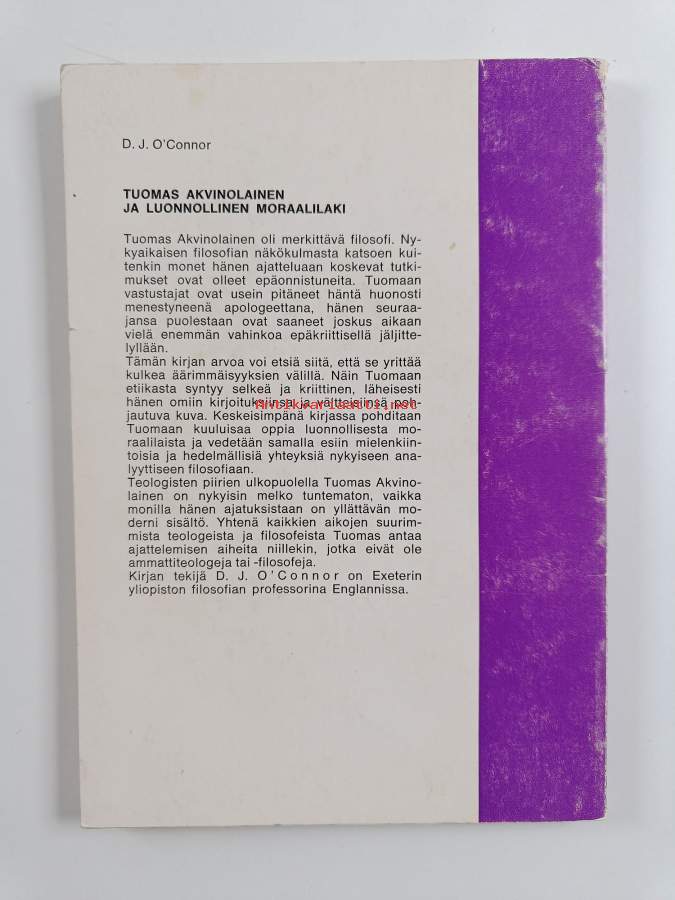 D. J. O'Connor
TUOMAS AKVINOLAINEN
JA LUONNOLLINEN MORAALILAKI
Tuomas Akvinolainen oli merkittävä filosofi. Ny-
kyaikaisen filosofian näkökulmasta katsoen kui-
tenkin monet hänen ajatteluaan koskevat tutki-
mukset ovat olleet epäonnistuneita. Tuomaan
vastustajat ovat usein pitäneet häntä huonosti
menestyneenä apologeettana, hänen seuraa-
jansa puolestaan ovat saaneet joskus aikaan
vielä enemmän vahinkoa epäkriittisellä jäljitte-
lyllään.
Tämän kirjan arvoa voi etsiä siitä, että se yrittää
kulkea äärimmäisyyksien välillä. Näin Tuomaan
etiikasta syntyy selkeä ja kriittinen, läheisesti
hänen omiin kirjoituksiinsa ja väitteisiinsä poh-
jautuva kuva. Keskeisimpänä kirjassa pohditaan
Tuomaan kuuluisaa oppia luonnollisesta mo-
raalilaista ja vedetään samalla esiin mielenkiin-
toisia ja hedelmällisiä yhteyksiä nykyiseen ana-
lyyttiseen filosofiaan.
Teologisten piirien ulkopuolella Tuomas Akvino-
lainen on nykyisin melko tuntematon, vaikka
monilla hänen ajatuksistaan on yllättävän mo-
derni sisältö. Yhtenä kaikkien aikojen suurim-
mista teologeista ja filosofeista Tuomas antaa
ajattelemisen aiheita niillekin, jotka eivät ole
ammattiteologeja tai -filosofeja.
Kirjan tekijä D. J. O'Connor on Exeterin
yliopiston filosofian professorina Englannissa.
Antikvariaatti.net